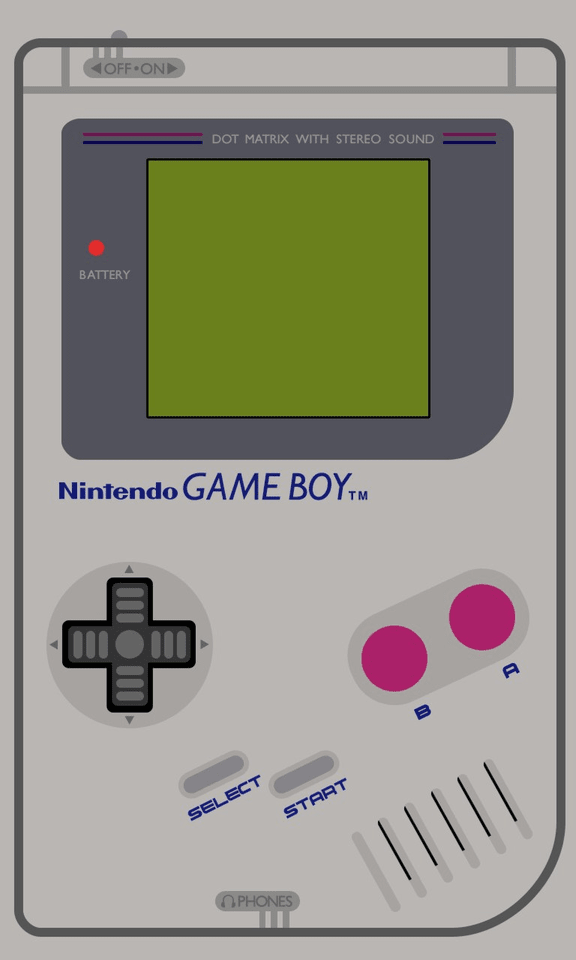 ◀OFF•ON▶
DOT MATRIX WITH STEREO SOUND
BATTERY
Nintendo GAME BOY™
A
B
SELECT
START
PHONES